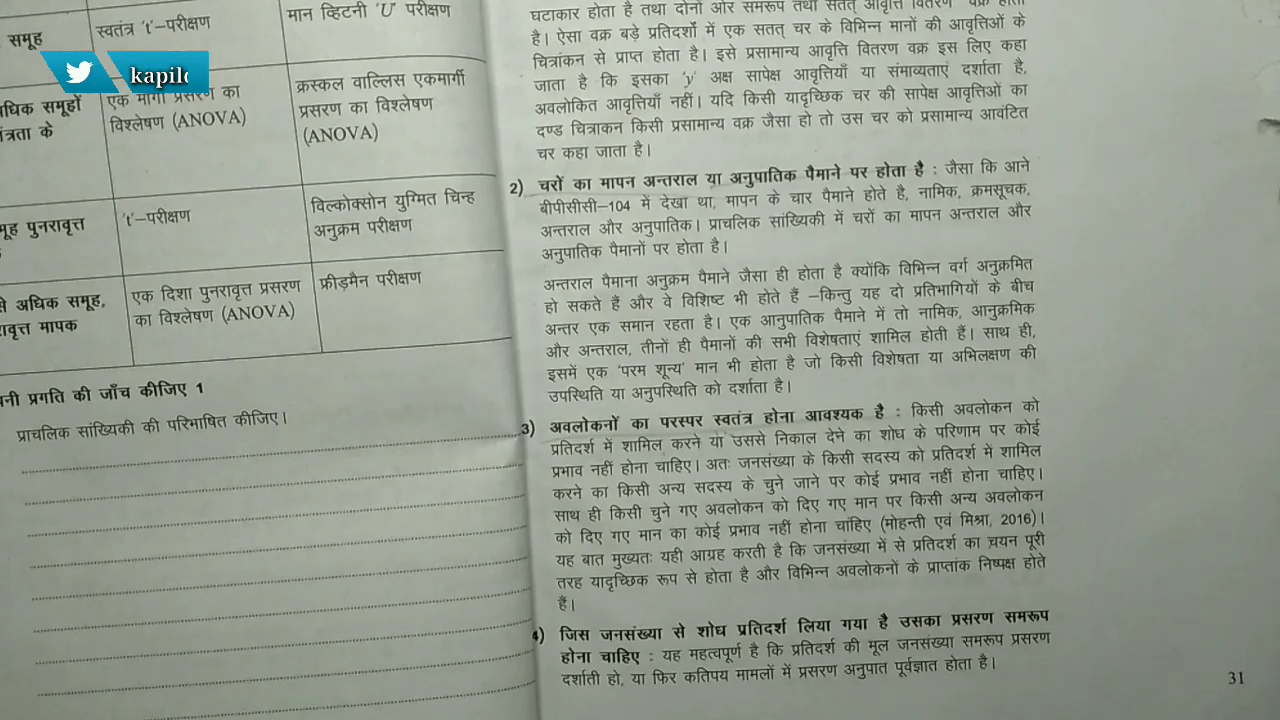 समूह
स्वतंत्र 't'–परीक्षण
मान व्हिटनी 'U' परीक्षण
kapil
धिक समूहों
तंत्रता के
एक मार्गी प्रसरण का
विश्लेषण (ANOVA)
क्रस्कल वाल्लिस एकमार्गी
प्रसरण का विश्लेषण
(ANOVA)
मूह पुनरावृत्त
't'–परीक्षण
विल्कोक्सोन युग्मित चिन्ह
अनुक्रम परीक्षण
से अधिक समूह,
रावृत्त मापक
एक दिशा पुनरावृत्त प्रसरण
का विश्लेषण (ANOVA)
फ्रीड़मैन परीक्षण
नी प्रगति की जाँच कीजिए 1
प्राचलिक सांख्यिकी की परिभाषित कीजिए।
घटाकार होता है तथा दोनों ओर समरूप तथा सतत् आवृत्ति वितरण वक्र होता
है। ऐसा वक्र बड़े प्रतिदर्शों में एक सतत् चर के विभिन्न मानों की आवृत्तिओं के
चित्रांकन से प्राप्त होता है। इसे प्रसामान्य आवृत्ति वितरण वक्र इस लिए कहा
जाता है कि इसका 'y' अक्ष सापेक्ष आवृत्तियाँ या संमाव्यताएं दर्शाता है,
अवलोकित आवृत्तियाँ नहीं। यदि किसी यादृच्छिक चर की सापेक्ष आवृत्तिओं का
दण्ड चित्राकन किसी प्रसामान्य वक्र जैसा हो तो उस चर को प्रसामान्य आवंटित
चर कहा जाता है।
2) चरों का मापन अन्तराल या अनुपातिक पैमाने पर होता है : जैसा कि आने
बीपीसीसी–104 में देखा था, मापन के चार पैमाने होते है, नामिक, क्रमसूचक,
अन्तराल और अनुपातिक। प्राचलिक सांख्यिकी में चरों का मापन अन्तराल और
अनुपातिक पैमानों पर होता है।
अन्तराल पैमाना अनुक्रम पैमाने जैसा ही होता है क्योंकि विभिन्न वर्ग अनुक्रमित
हो सकते हैं और वे विशिष्ट भी होते हैं –किन्तु यह दो प्रतिभागियों के बीच
अन्तर एक समान रहता है। एक आनुपातिक पैमाने में तो नामिक, आनुक्रमिक
और अन्तराल, तीनों ही पैमानों की सभी विशेषताएं शामिल होती हैं। साथ ही,
इसमें एक 'परम शून्य' मान भी होता है जो किसी विशेषता या अभिलक्षण की
उपस्थिति या अनुपस्थिति को दर्शाता है।
3) अवलोकनों का परस्पर स्वतंत्र होना आवश्यक है : किसी अवलोकन को
प्रतिदर्श में शामिल करने या उससे निकाल देने का शोध के परिणाम पर कोई
प्रभाव नहीं होना चाहिए। अतः जनसंख्या के किसी सदस्य को प्रतिदर्श में शामिल
करने का किसी अन्य सदस्य के चुने जाने पर कोई प्रभाव नहीं होना चाहिए।
साथ ही किसी चुने गए अवलोकन को दिए गए मान पर किसी अन्य अवलोकन
को दिए गए मान का कोई प्रभाव नहीं होना चाहिए (मोहन्ती एवं मिश्रा, 2016)।
यह बात मुख्यतः यही आग्रह करती है कि जनसंख्या में से प्रतिदर्श का चयन पूरी
तरह यादृच्छिक रूप से होता है और विभिन्न अवलोकनों के प्राप्तांक निष्पक्ष होते
हैं।
4) जिस जनसंख्या से शोध प्रतिदर्श लिया गया है उसका प्रसरण समरूप
होना चाहिए : यह महत्वपूर्ण है कि प्रतिदर्श की मूल जनसंख्या समरूप प्रसरण
दर्शाती हो, या फिर कतिपय मामलों में प्रसरण अनुपात पूर्वज्ञात होता है।
31